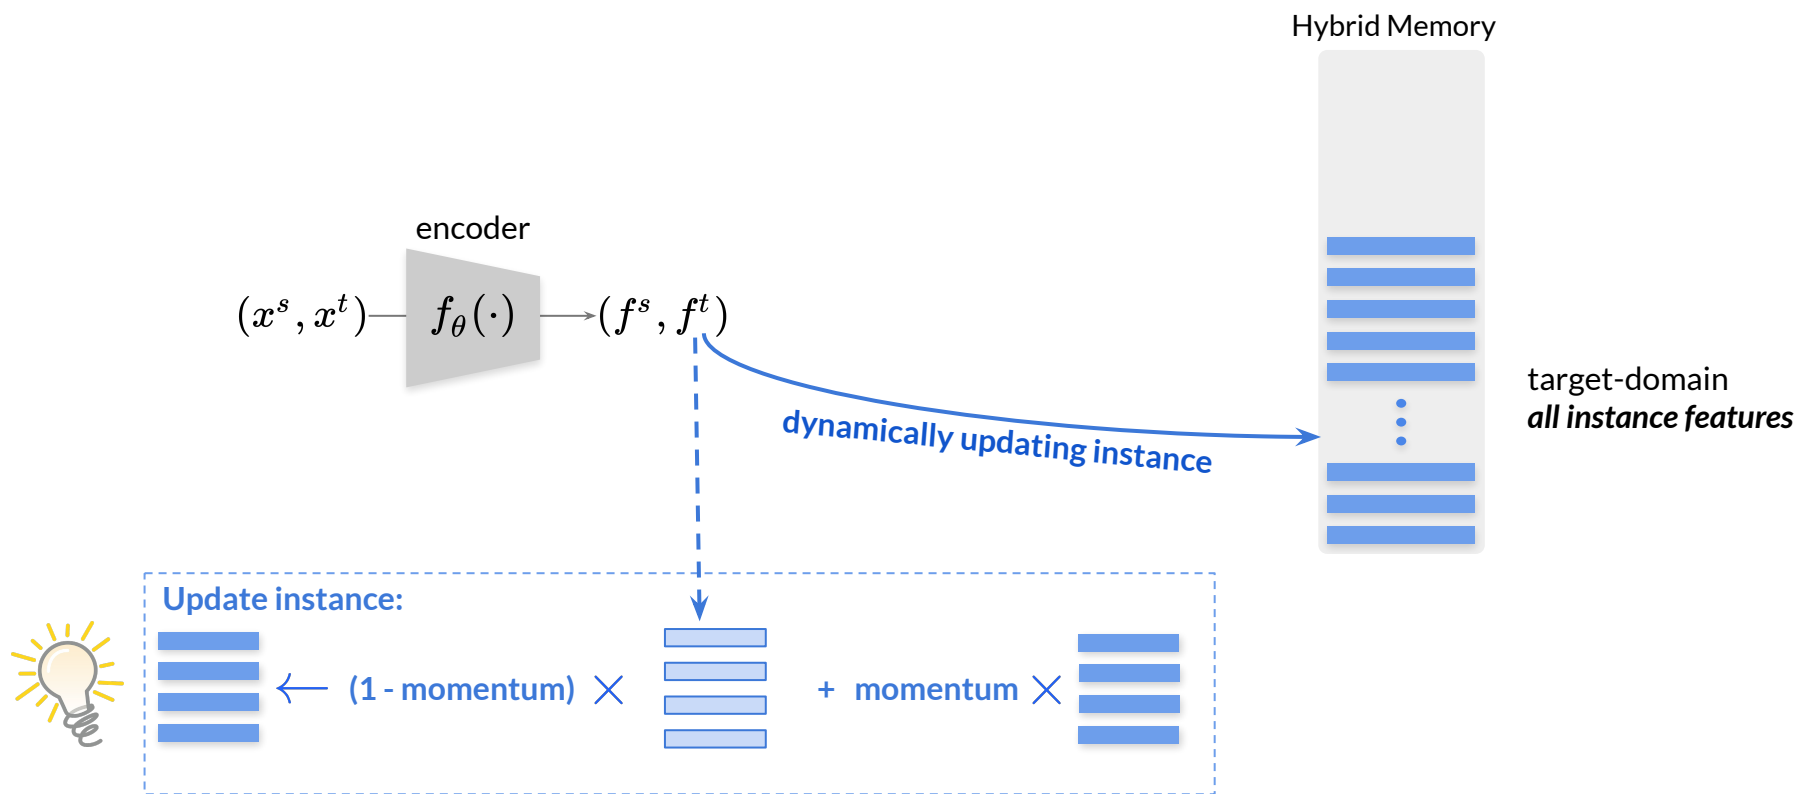 Hybrid Memory
encoder
(x^s, x^t)
f_θ(·)
(f^s, f^t)
target-domain
all instance features
dynamically updating instance
Update instance:
← (1 - momentum) × + momentum ×